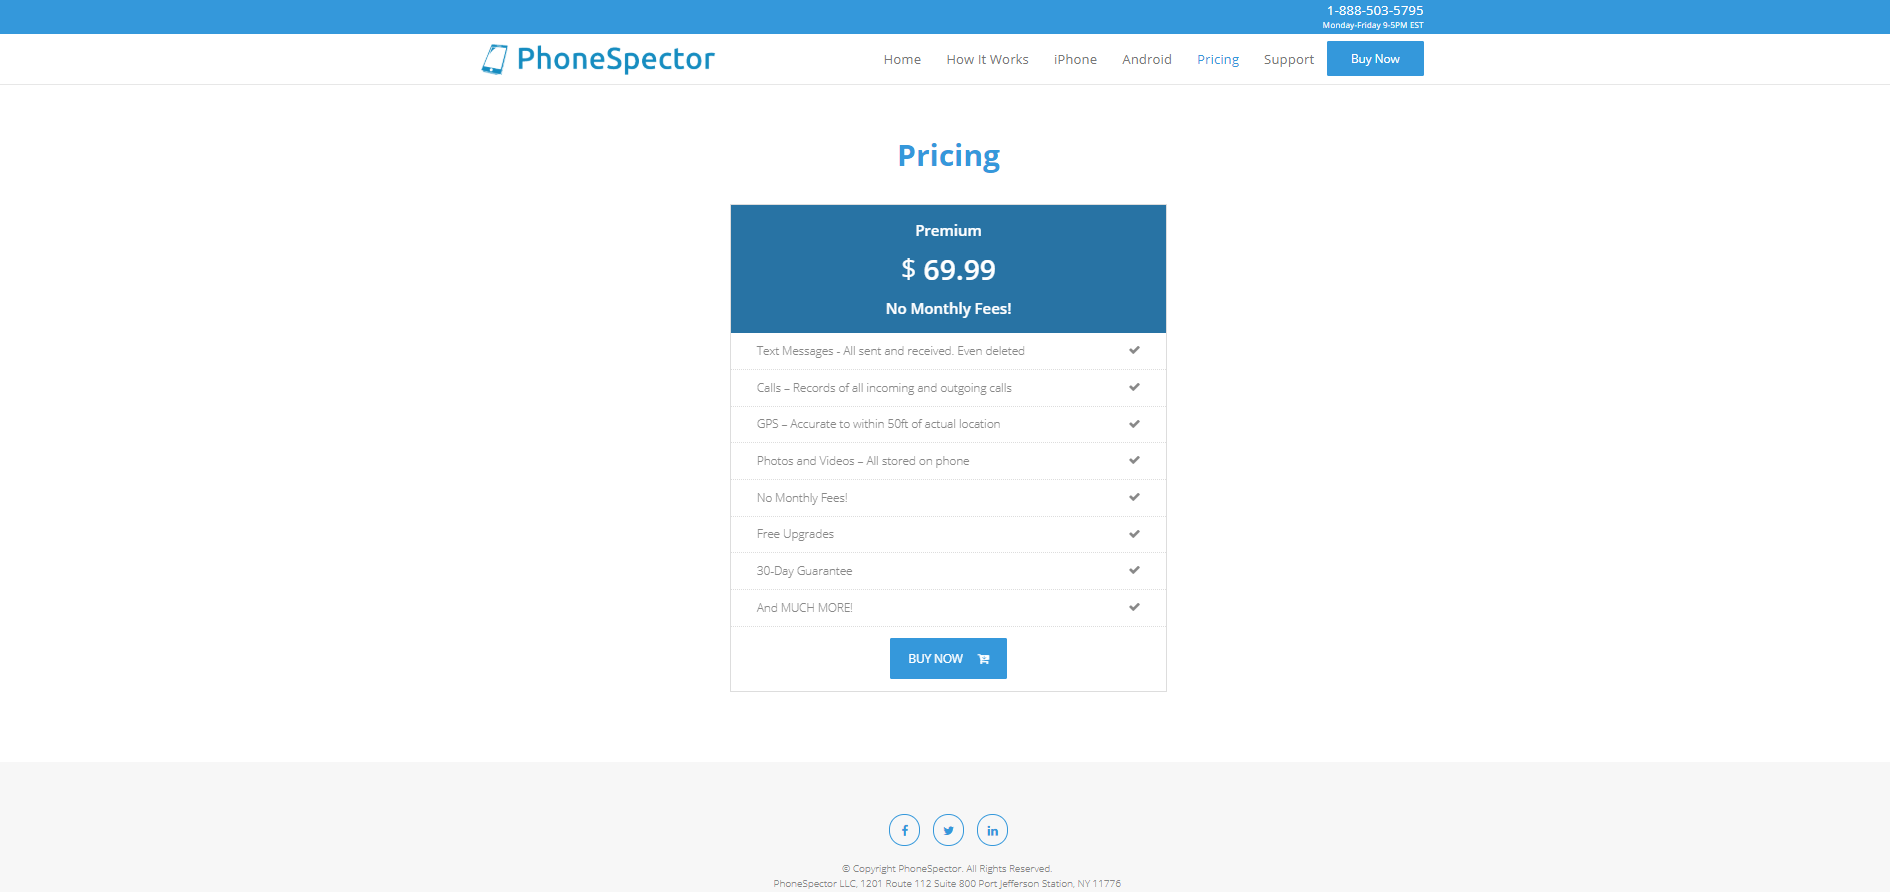 1-888-503-5795
Monday-Friday 9-5PM EST
PhoneSpector
Home How It Works iPhone Android Pricing Support Buy Now
Pricing
Premium
$ 69.99
No Monthly Fees!
Text Messages - All sent and received. Even deleted
Calls – Records of all incoming and outgoing calls
GPS – Accurate to within 50ft of actual location
Photos and Videos – All stored on phone
No Monthly Fees!
Free Upgrades
30-Day Guarantee
And MUCH MORE!
BUY NOW
© Copyright PhoneSpector. All Rights Reserved.
PhoneSpector LLC, 1201 Route 112 Suite 800 Port Jefferson Station, NY 11776